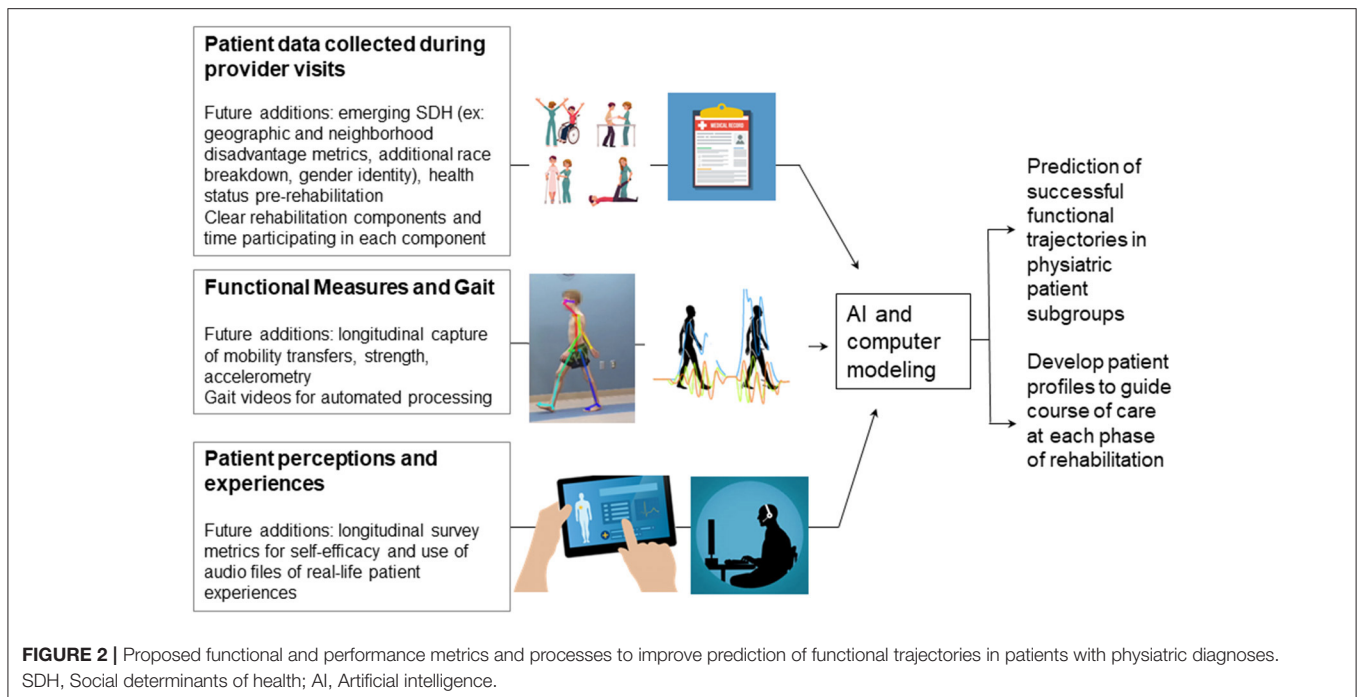 Patient data collected during
provider visits
Future additions: emerging SDH (ex:
geographic and neighborhood
disadvantage metrics, additional race
breakdown, gender identity), health
status pre-rehabilitation
Clear rehabilitation components and
time participating in each component
MEDICAL RECORD
Functional Measures and Gait
Future additions: longitudinal capture
of mobility transfers, strength,
accelerometry
Gait videos for automated processing
Patient perceptions and
experiences
Future additions: longitudinal survey
metrics for self-efficacy and use of
audio files of real-life patient
experiences
AI and
computer
modeling
Prediction of
successful
functional
trajectories in
physiatric
patient
subgroups
Develop patient
profiles to guide
course of care
at each phase
of rehabilitation
FIGURE 2 | Proposed functional and performance metrics and processes to improve prediction of functional trajectories in patients with physiatric diagnoses.
SDH, Social determinants of health; AI, Artificial intelligence.